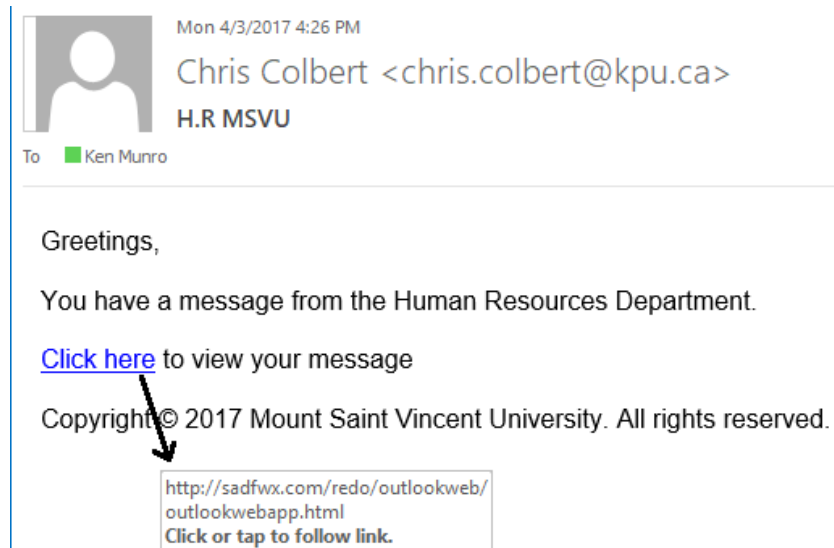 Mon 4/3/2017 4:26 PM
Chris Colbert <chris.colbert@kpu.ca>
H.R MSVU
To Ken Munro
Greetings,
You have a message from the Human Resources Department.
Click here to view your message
Copyright © 2017 Mount Saint Vincent University. All rights reserved.
http://sadfwx.com/redo/outlookweb/
outlookwebapp.html
Click or tap to follow link.